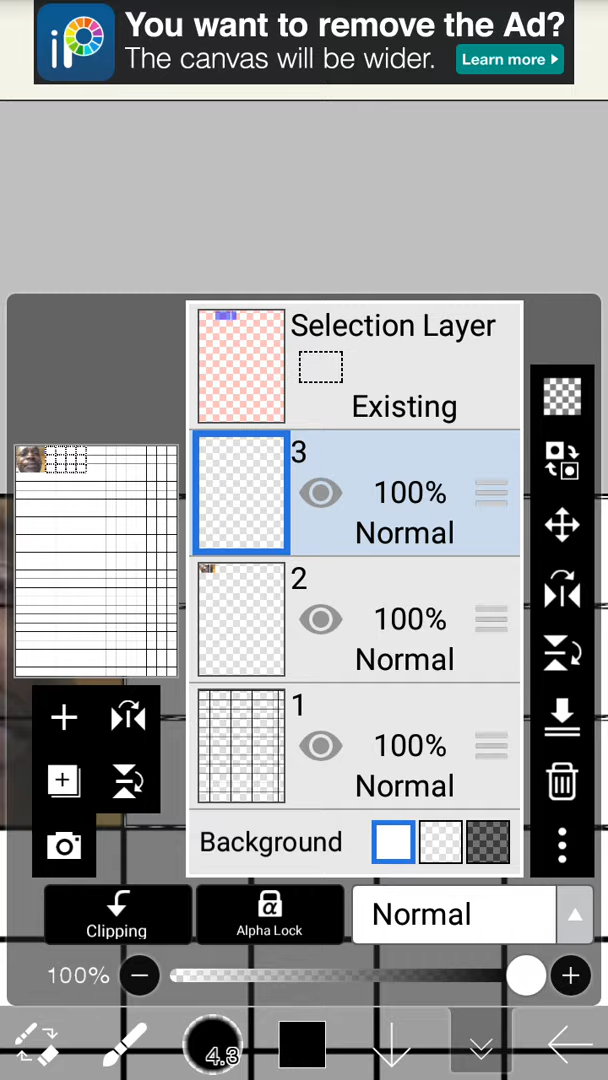 iP
You want to remove the Ad?
The canvas will be wider.
Learn more
Selection Layer
Existing
3
100%
Normal
2
100%
Normal
1
100%
Normal
Background
Clipping
α
Alpha Lock
Normal
100%
4.3